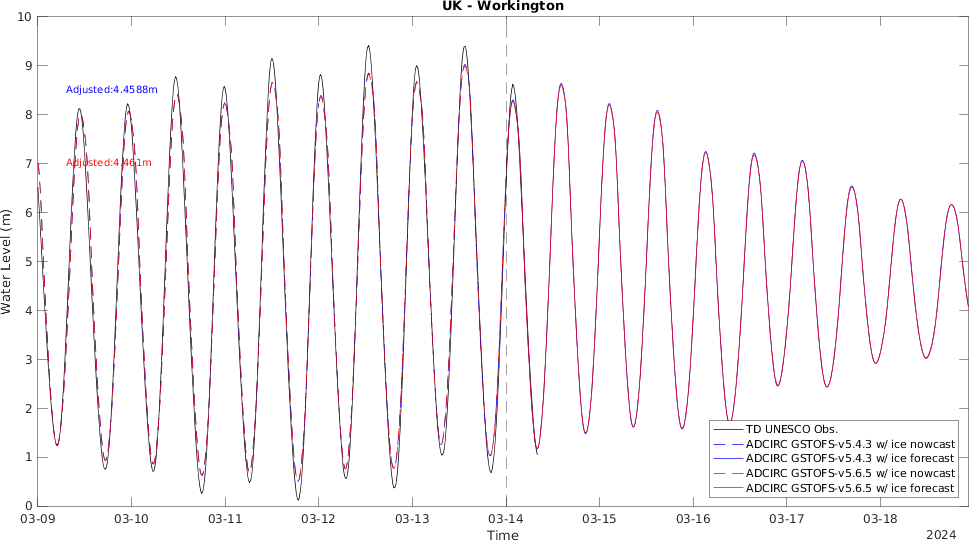 UK - Workington
10
9
8
7
6
5
4
3
2
1
0
Water Level (m)
Adjusted:4.4588m
Adjusted:4.461m
TD UNESCO Obs.
ADCIRC GSTOFS-v5.4.3 w/ ice nowcast
ADCIRC GSTOFS-v5.4.3 w/ ice forecast
ADCIRC GSTOFS-v5.6.5 w/ ice nowcast
ADCIRC GSTOFS-v5.6.5 w/ ice forecast
03-09 03-10 03-11 03-12 03-13 03-14 03-15 03-16 03-17 03-18
Time
2024